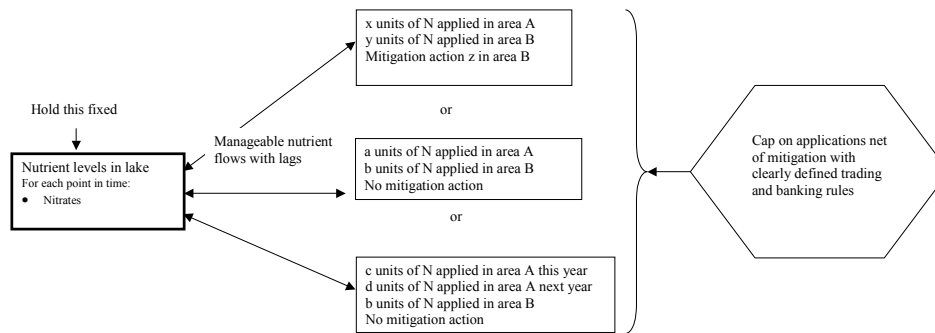 Hold this fixed
Nutrient levels in lake
For each point in time:
• Nitrates
Manageable nutrient
flows with lags
x units of N applied in area A
y units of N applied in area B
Mitigation action z in area B
or
a units of N applied in area A
b units of N applied in area B
No mitigation action
or
c units of N applied in area A this year
d units of N applied in area A next year
b units of N applied in area B
No mitigation action
Cap on applications net
of mitigation with
clearly defined trading
and banking rules